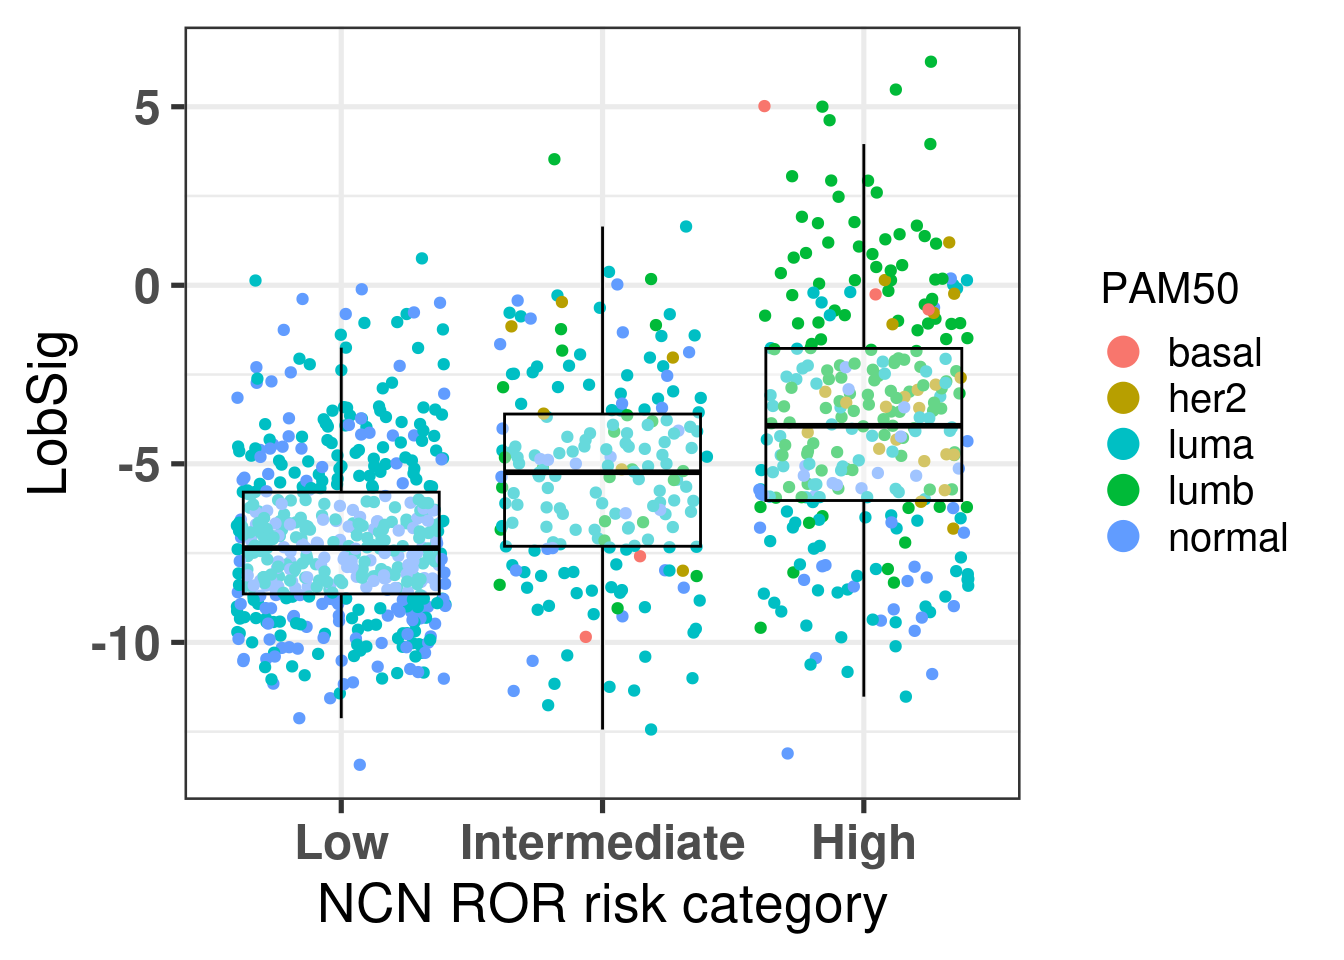 5
0
-5
-10
LobSig
Low Intermediate High
NCN ROR risk category
PAM50
basal
her2
luma
lumb
normal